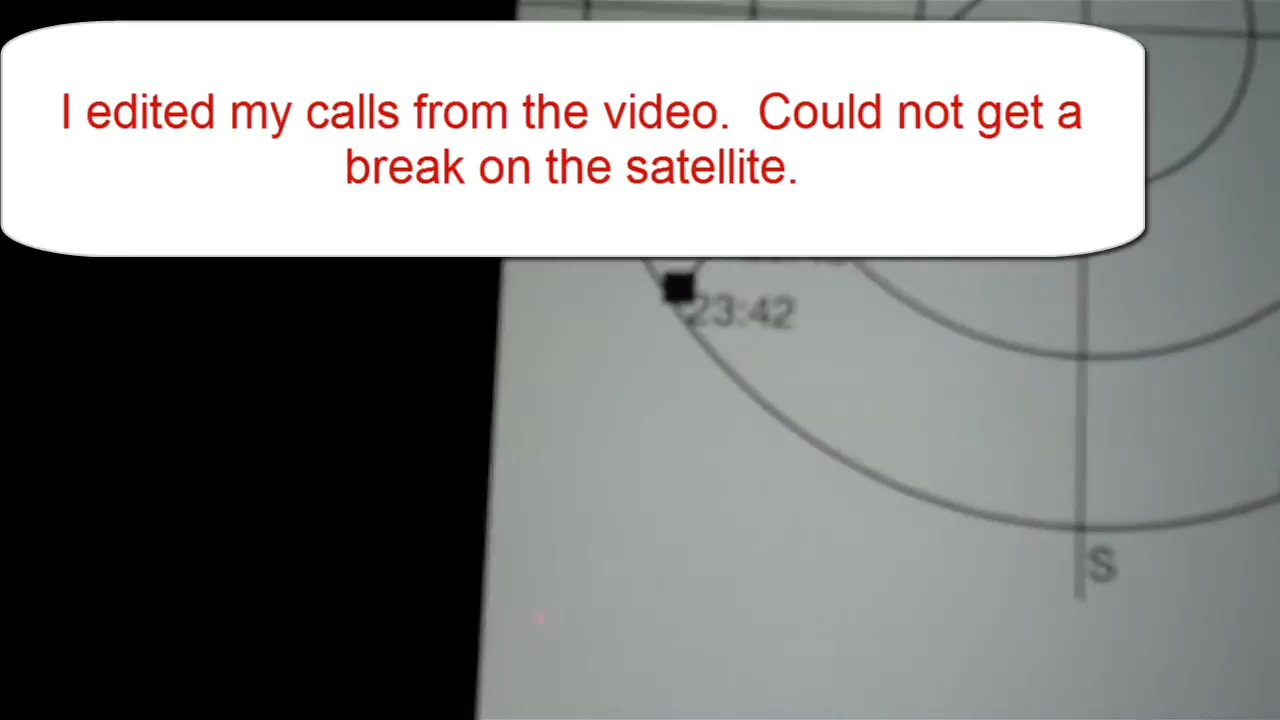 I edited my calls from the video.  Could not get a
break on the satellite.
23:42
S